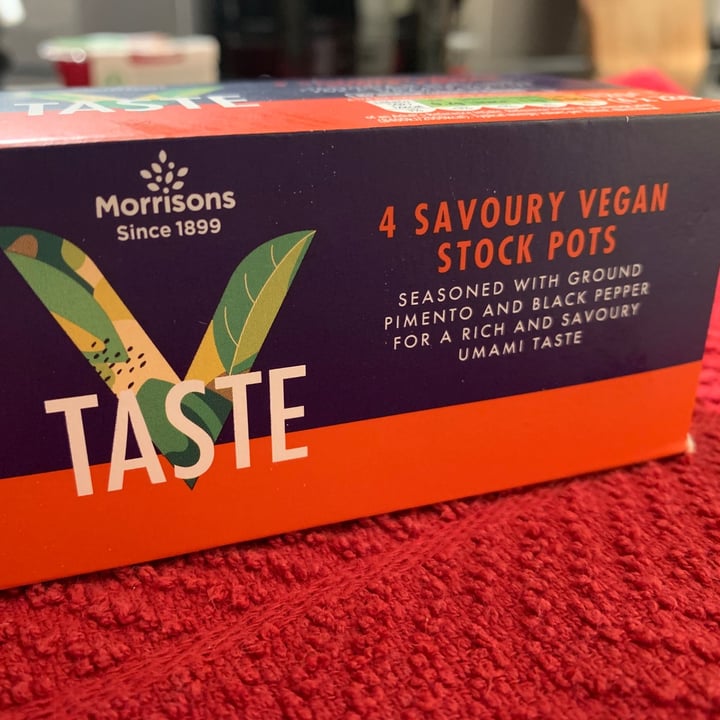 TASTE
Morrisons
Since 1899
V
TASTE
4 SAVOURY VEGAN
STOCK POTS
SEASONED WITH GROUND
PIMENTO AND BLACK PEPPER
FOR A RICH AND SAVOURY
UMAMI TASTE